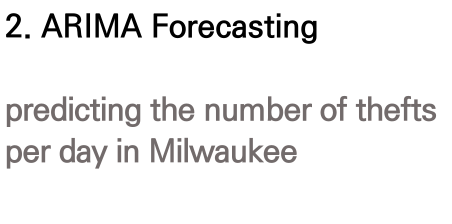 2. ARIMA Forecasting
predicting the number of thefts
per day in Milwaukee